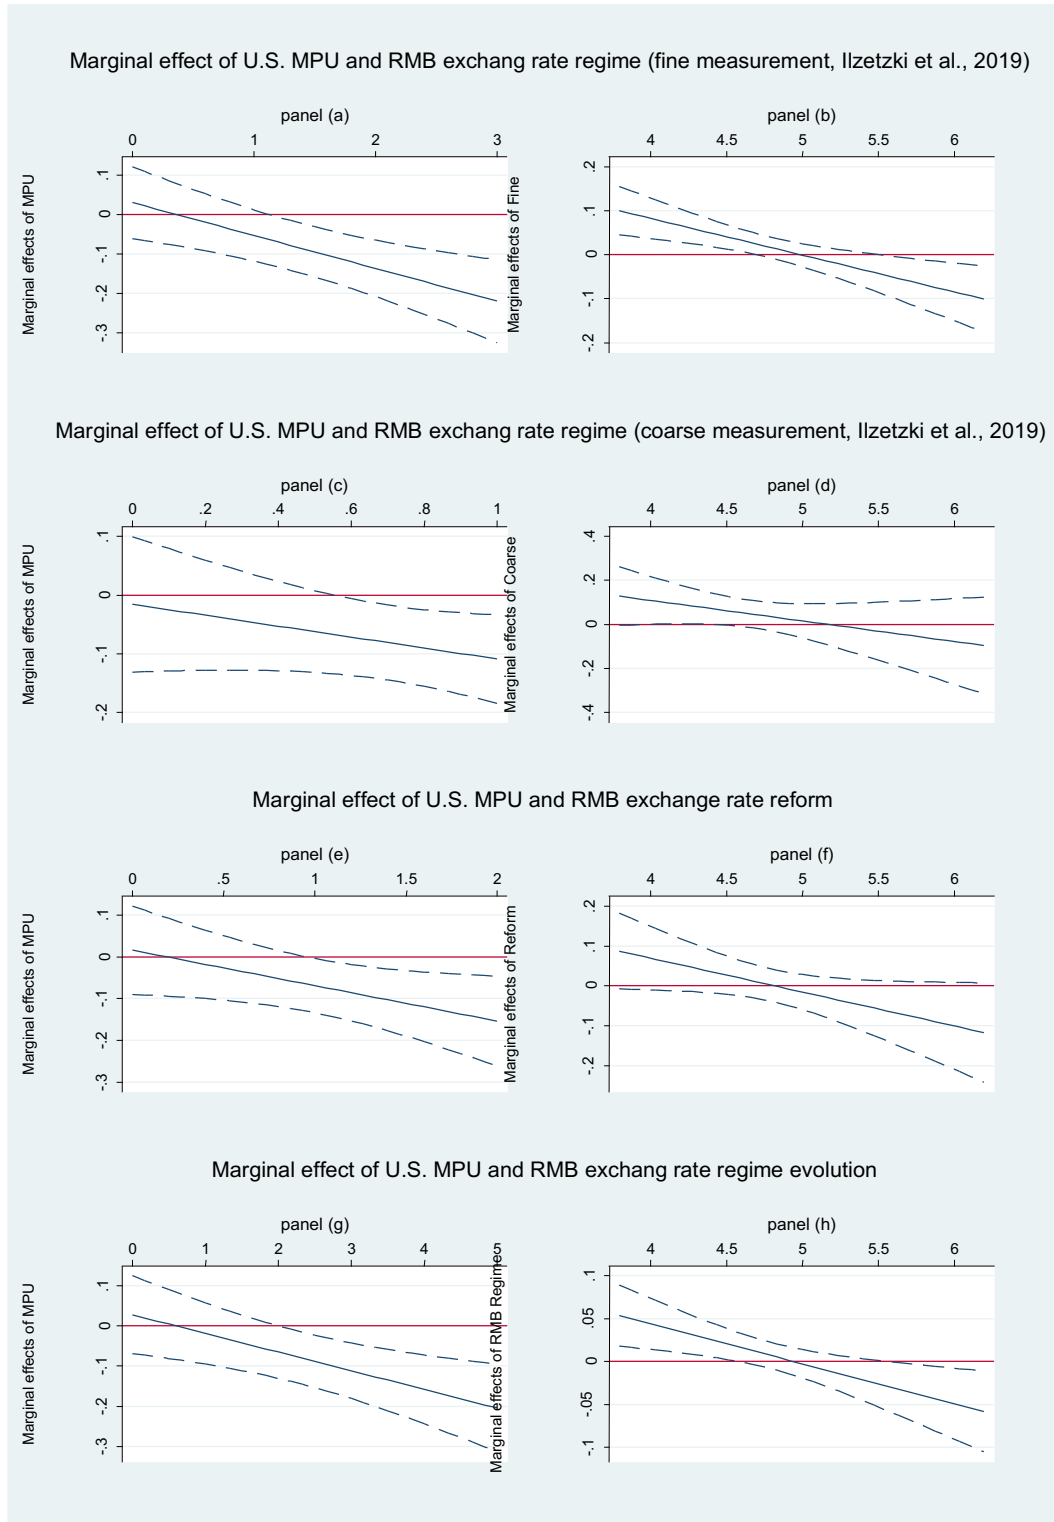 Marginal effect of U.S. MPU and RMB exchang rate regime (fine measurement, Ilzetzki et al., 2019)
panel (a)
0 1 2 3
Marginal effects of MPU
.1
0
-.1
-.2
-.3
panel (b)
4 4.5 5 5.5 6
Marginal effects of Fine
.2
.1
0
-.1
-.2
Marginal effect of U.S. MPU and RMB exchang rate regime (coarse measurement, Ilzetzki et al., 2019)
panel (c)
0 .2 .4 .6 .8 1
Marginal effects of MPU
.1
0
-.1
-.2
panel (d)
4 4.5 5 5.5 6
Marginal effects of Coarse
.4
.2
0
-.2
-.4
Marginal effect of U.S. MPU and RMB exchange rate reform
panel (e)
0 .5 1 1.5 2
Marginal effects of MPU
.1
0
-.1
-.2
-.3
panel (f)
4 4.5 5 5.5 6
Marginal effects of Reform
.2
.1
0
-.1
-.2
Marginal effect of U.S. MPU and RMB exchang rate regime evolution
panel (g)
0 1 2 3 4 5
Marginal effects of MPU
.1
0
-.1
-.2
-.3
panel (h)
4 4.5 5 5.5 6
Marginal effects of RMB Regimes
.1
.05
0
-.05
-.1